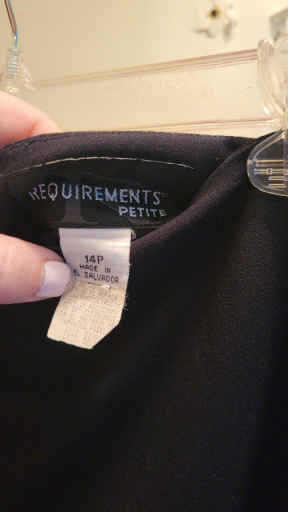 REQUIREMENTS
PETITE
14P
MADE IN
EL SALVADOR